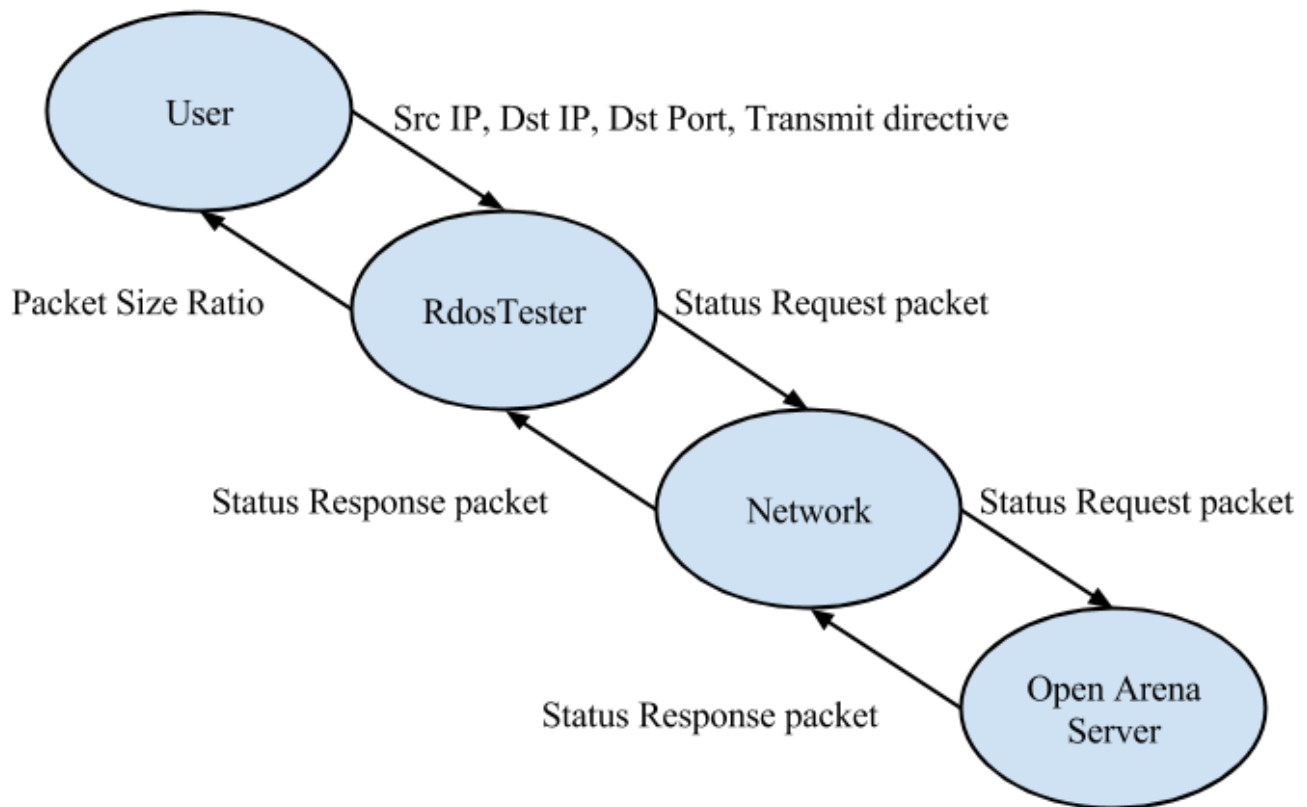 User
Src IP, Dst IP, Dst Port, Transmit directive
Packet Size Ratio
RdosTester
Status Request packet
Status Response packet
Network
Status Request packet
Status Response packet
Open Arena
Server